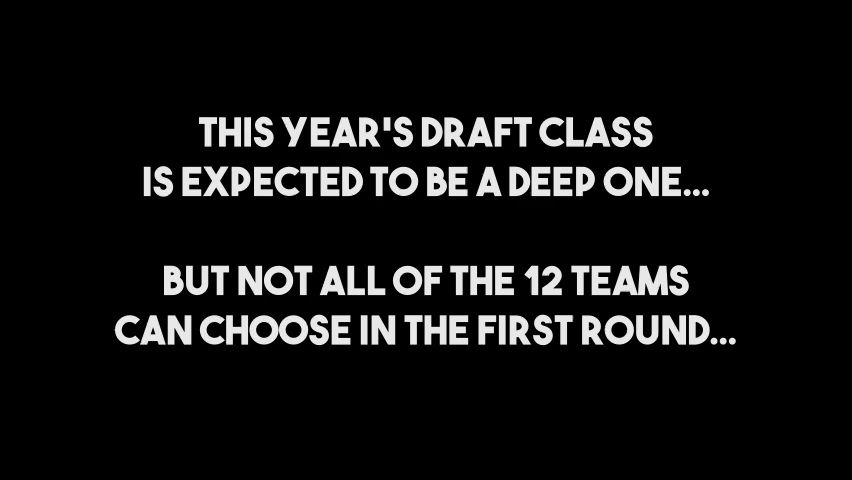 THIS YEAR'S DRAFT CLASS
IS EXPECTED TO BE A DEEP ONE...
BUT NOT ALL OF THE 12 TEAMS
CAN CHOOSE IN THE FIRST ROUND...